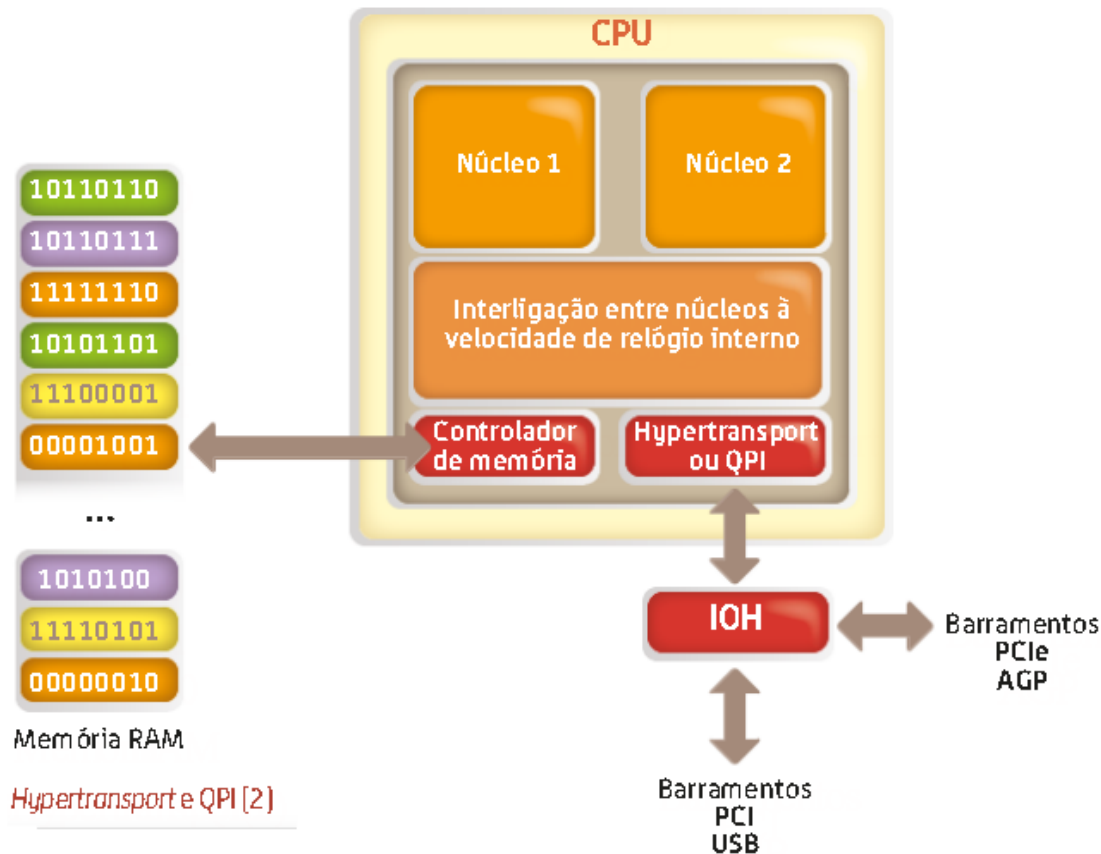 CPU
Núcleo 1
Núcleo 2
10110110
10110111
11111110
10101101
11100001
00001001
Interligação entre núcleos à
velocidade de relógio interno
Controlador
de memória
Hypertransport
ou QPI
...
1010100
11110101
00000010
Memória RAM
IOH
Barramentos
PCIe
AGP
Barramentos
PCI
USB
Hypertransport e QPI (2)